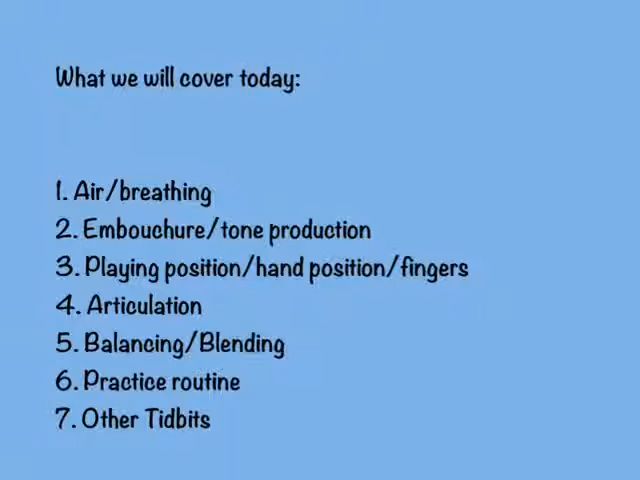 What we will cover today:
1. Air/breathing
2. Embouchure/tone production
3. Playing position/hand position/fingers
4. Articulation
5. Balancing/Blending
6. Practice routine
7. Other Tidbits